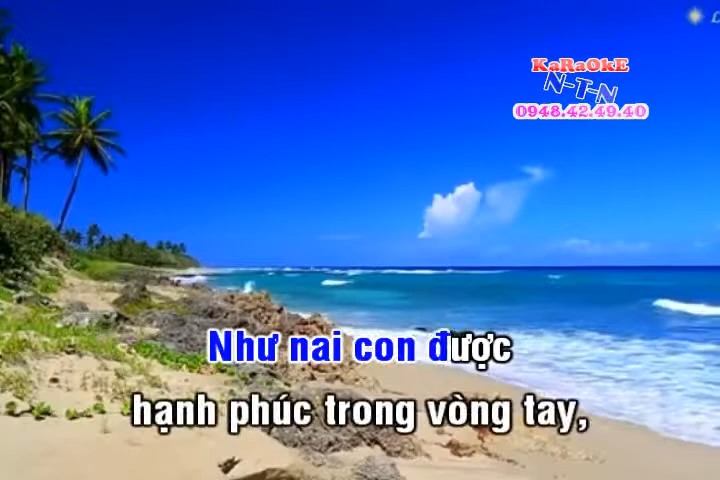 KaRaOkE
N-T-N
0948.42.49.40
Như nai con được
hạnh phúc trong vòng tay,